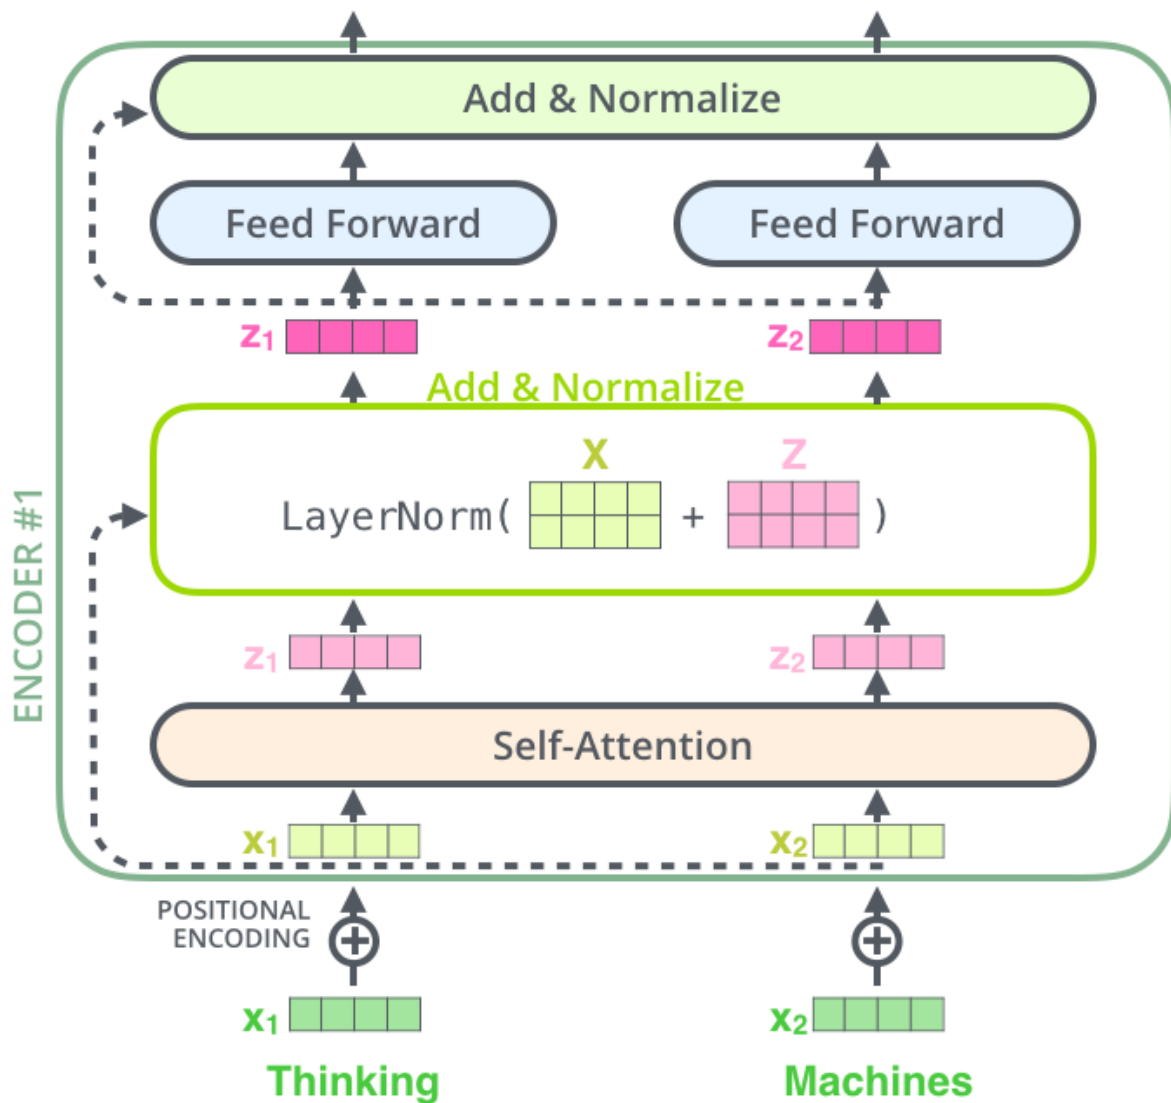 Add & Normalize
Feed Forward
Feed Forward
z1
z2
Add & Normalize
X
Z
LayerNorm( + )
ENCODER #1
z1
z2
Self-Attention
x1
x2
POSITIONAL
ENCODING
x1
x2
Thinking
Machines